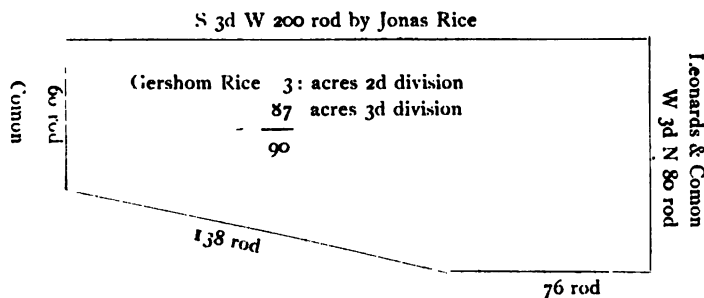 S 3d W 200 rod by Jonas Rice
Gershom Rice 3: acres 2d division
87 acres 3d division
90
Comon
60 rod
Leonards & Comon
W 3d N 80 rod
138 rod
76 rod